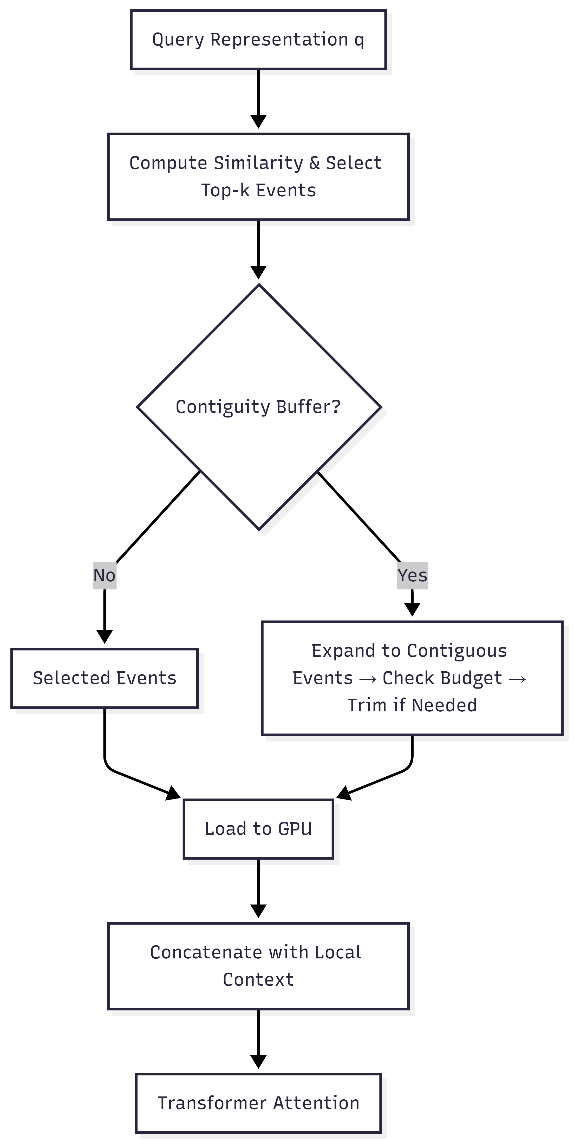 Query Representation q
Compute Similarity & Select
Top-k Events
Contiguity Buffer?
No
Yes
Selected Events
Expand to Contiguous
Events → Check Budget →
Trim if Needed
Load to GPU
Concatenate with Local
Context
Transformer Attention